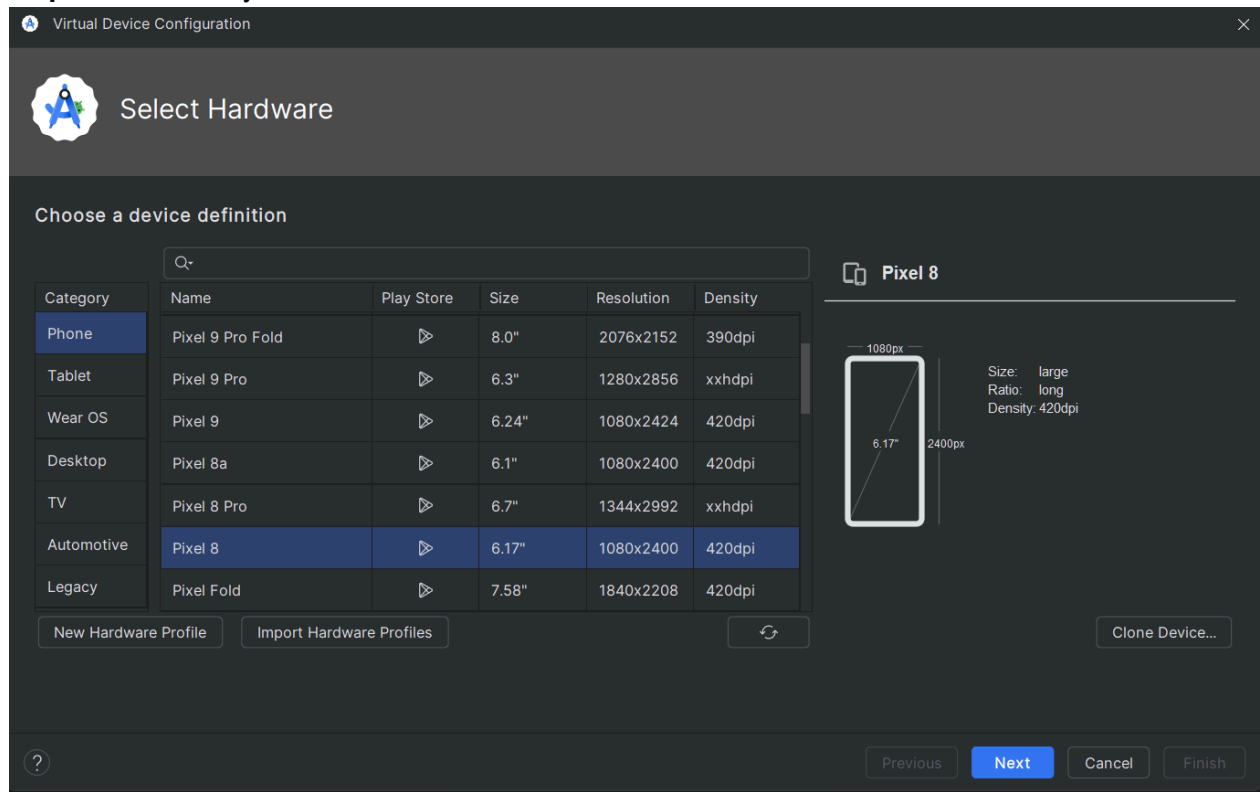 Virtual Device Configuration
Select Hardware
Choose a device definition
Category
Phone
Tablet
Wear OS
Desktop
TV
Automotive
Legacy
Name Play Store Size Resolution Density
Pixel 9 Pro Fold 8.0" 2076x2152 390dpi
Pixel 9 Pro 6.3" 1280x2856 xxhdpi
Pixel 9 6.24" 1080x2424 420dpi
Pixel 8a 6.1" 1080x2400 420dpi
Pixel 8 Pro 6.7" 1344x2992 xxhdpi
Pixel 8 6.17" 1080x2400 420dpi
Pixel Fold 7.58" 1840x2208 420dpi
New Hardware Profile Import Hardware Profiles
Pixel 8
1080px
6.17" 2400px
Size: large
Ratio: long
Density: 420dpi
Clone Device...
? Previous Next Cancel Finish